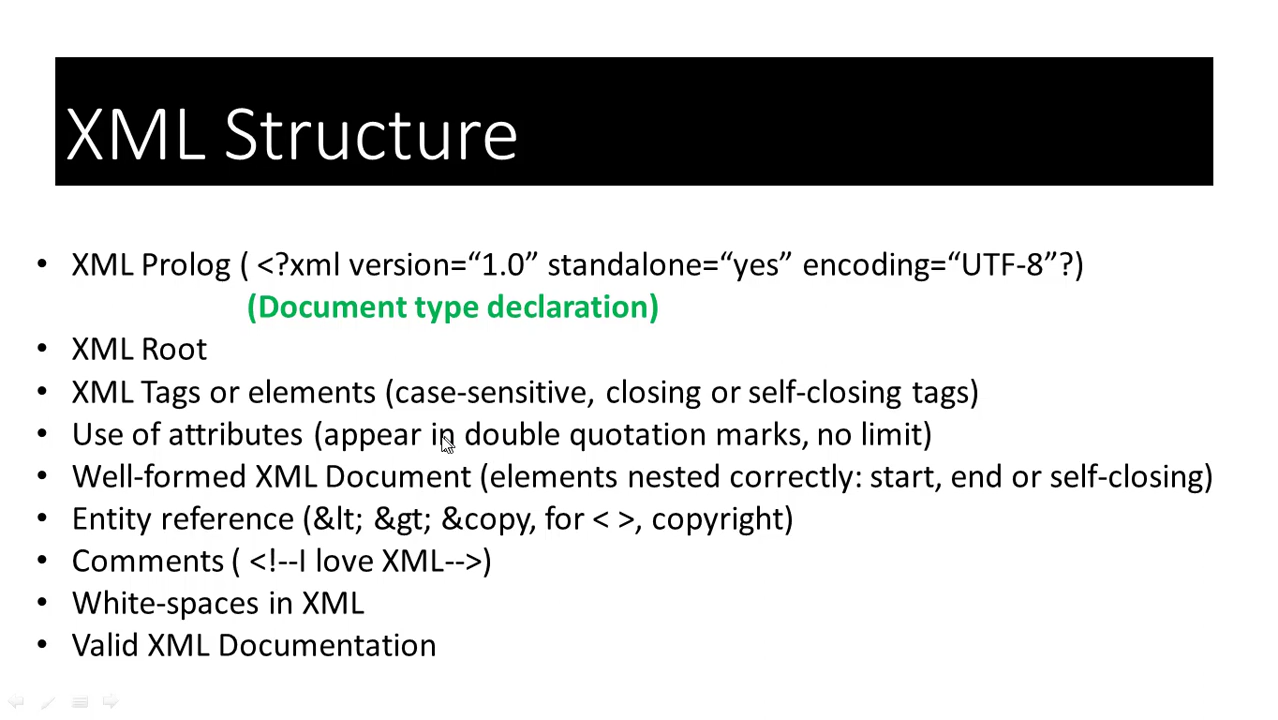 XML Structure
• XML Prolog ( <?xml version=“1.0” standalone=“yes” encoding=“UTF-8”?)
(Document type declaration)
• XML Root
• XML Tags or elements (case-sensitive, closing or self-closing tags)
• Use of attributes (appear in double quotation marks, no limit)
• Well-formed XML Document (elements nested correctly: start, end or self-closing)
• Entity reference (&lt; &gt; &copy, for < >, copyright)
• Comments ( <!--I love XML-->)
• White-spaces in XML
• Valid XML Documentation